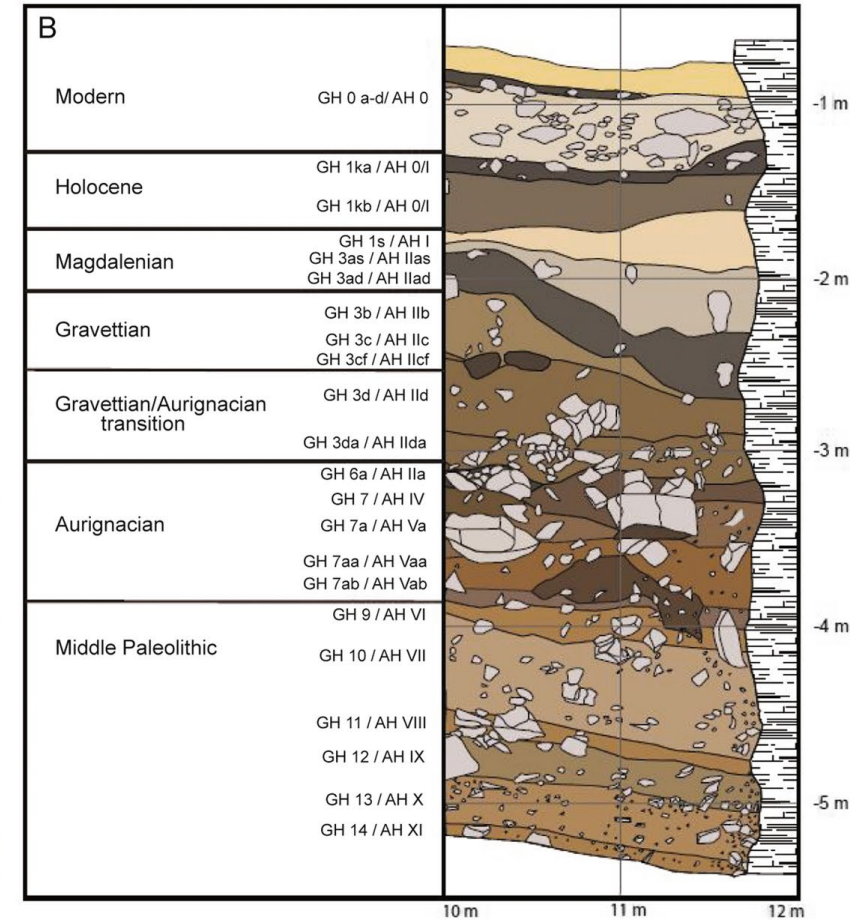 B
Modern
GH 0 a-d/ AH 0
GH 1ka / AH 0/I
Holocene
GH 1kb / AH 0/I
GH 1s / AH I
Magdalenian
GH 3as / AH IIas
GH 3ad / AH IIad
GH 3b / AH IIb
Gravettian
GH 3c / AH IIc
GH 3cf / AH IIcf
GH 3d / AH IId
Gravettian/Aurignacian
transition
GH 3da / AH IIda
GH 6a / AH IIa
GH 7 / AH IV
Aurignacian
GH 7a / AH Va
GH 7aa / AH Vaa
GH 7ab / AH Vab
GH 9 / AH VI
Middle Paleolithic
GH 10 / AH VII
GH 11 / AH VIII
GH 12 / AH IX
GH 13 / AH X
GH 14 / AH XI
-1 m
-2 m
-3 m
-4 m
-5 m
10 m
11 m
12 m